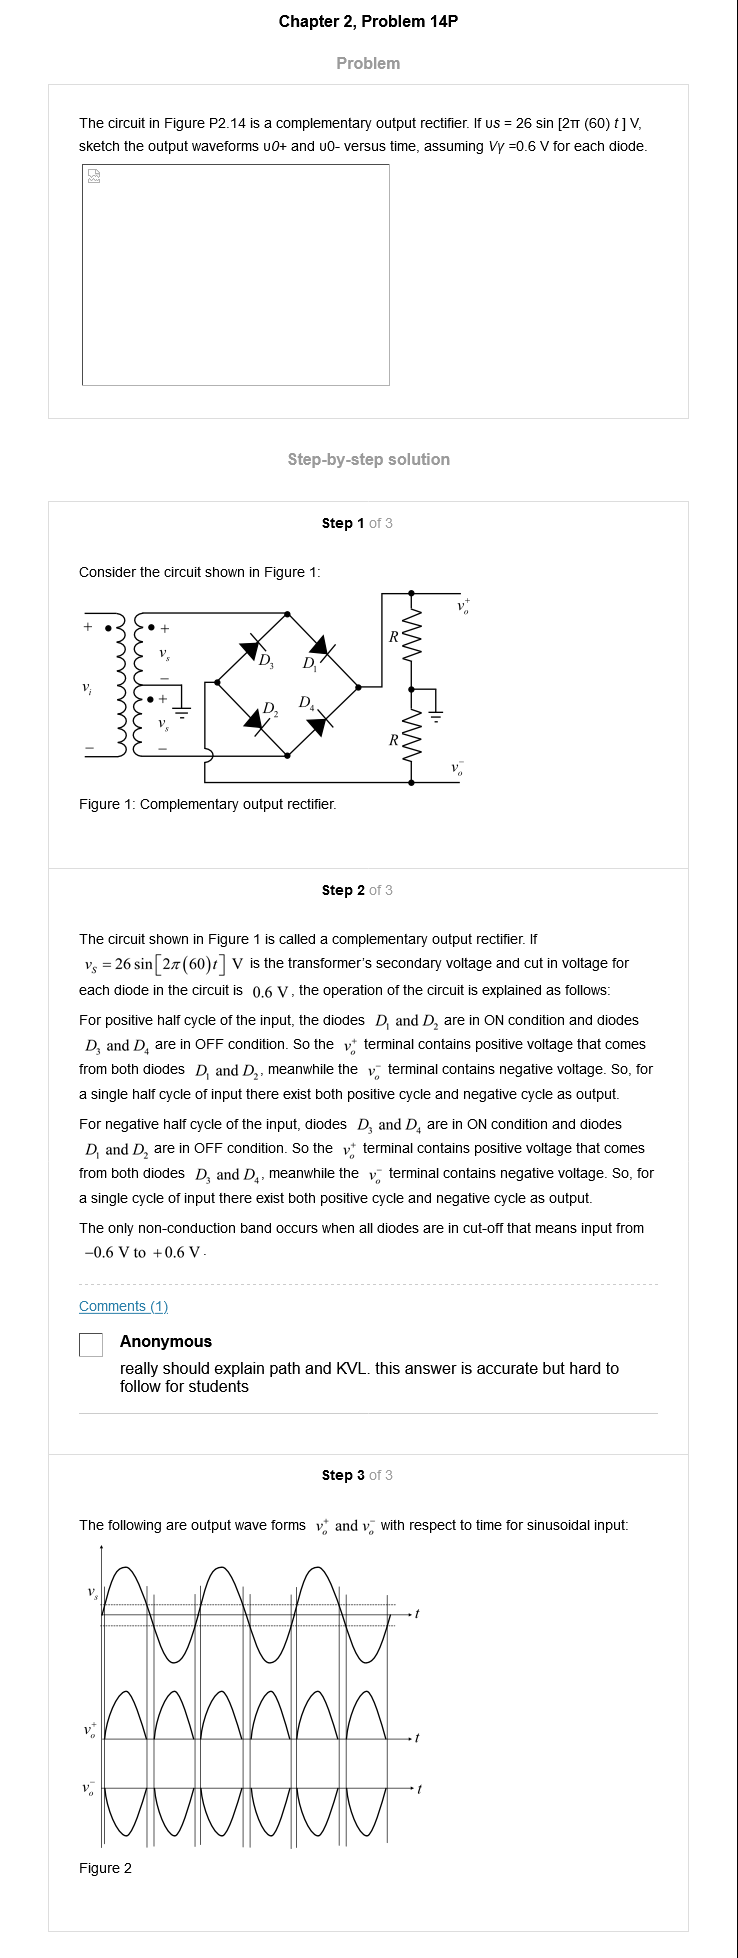 Chapter 2, Problem 14P
Problem
The circuit in Figure P2.14 is a complementary output rectifier. If υs = 26 sin [2π (60) t ] V,
sketch the output waveforms υ0+ and υ0- versus time, assuming Vγ =0.6 V for each diode.
Step-by-step solution
Step 1 of 3
Consider the circuit shown in Figure 1:
+ +
v_s
−
v_i
+
v_s
− −
D_3 D_1
D_2 D_4
R
R
v_o^+
v_o^-
Figure 1: Complementary output rectifier.
Step 2 of 3
The circuit shown in Figure 1 is called a complementary output rectifier. If
v_S = 26 sin[2π(60)t] V is the transformer's secondary voltage and cut in voltage for
each diode in the circuit is 0.6 V, the operation of the circuit is explained as follows:
For positive half cycle of the input, the diodes D_1 and D_2 are in ON condition and diodes
D_3 and D_4 are in OFF condition. So the v_o^+ terminal contains positive voltage that comes
from both diodes D_1 and D_2, meanwhile the v_o^- terminal contains negative voltage. So, for
a single half cycle of input there exist both positive cycle and negative cycle as output.
For negative half cycle of the input, diodes D_3 and D_4 are in ON condition and diodes
D_1 and D_2 are in OFF condition. So the v_o^+ terminal contains positive voltage that comes
from both diodes D_3 and D_4, meanwhile the v_o^- terminal contains negative voltage. So, for
a single cycle of input there exist both positive cycle and negative cycle as output.
The only non-conduction band occurs when all diodes are in cut-off that means input from
−0.6 V to +0.6 V.
Comments (1)
Anonymous
really should explain path and KVL. this answer is accurate but hard to
follow for students
Step 3 of 3
The following are output wave forms v_o^+ and v_o^- with respect to time for sinusoidal input:
v_s
t
v_o^+
t
v_o^-
t
Figure 2